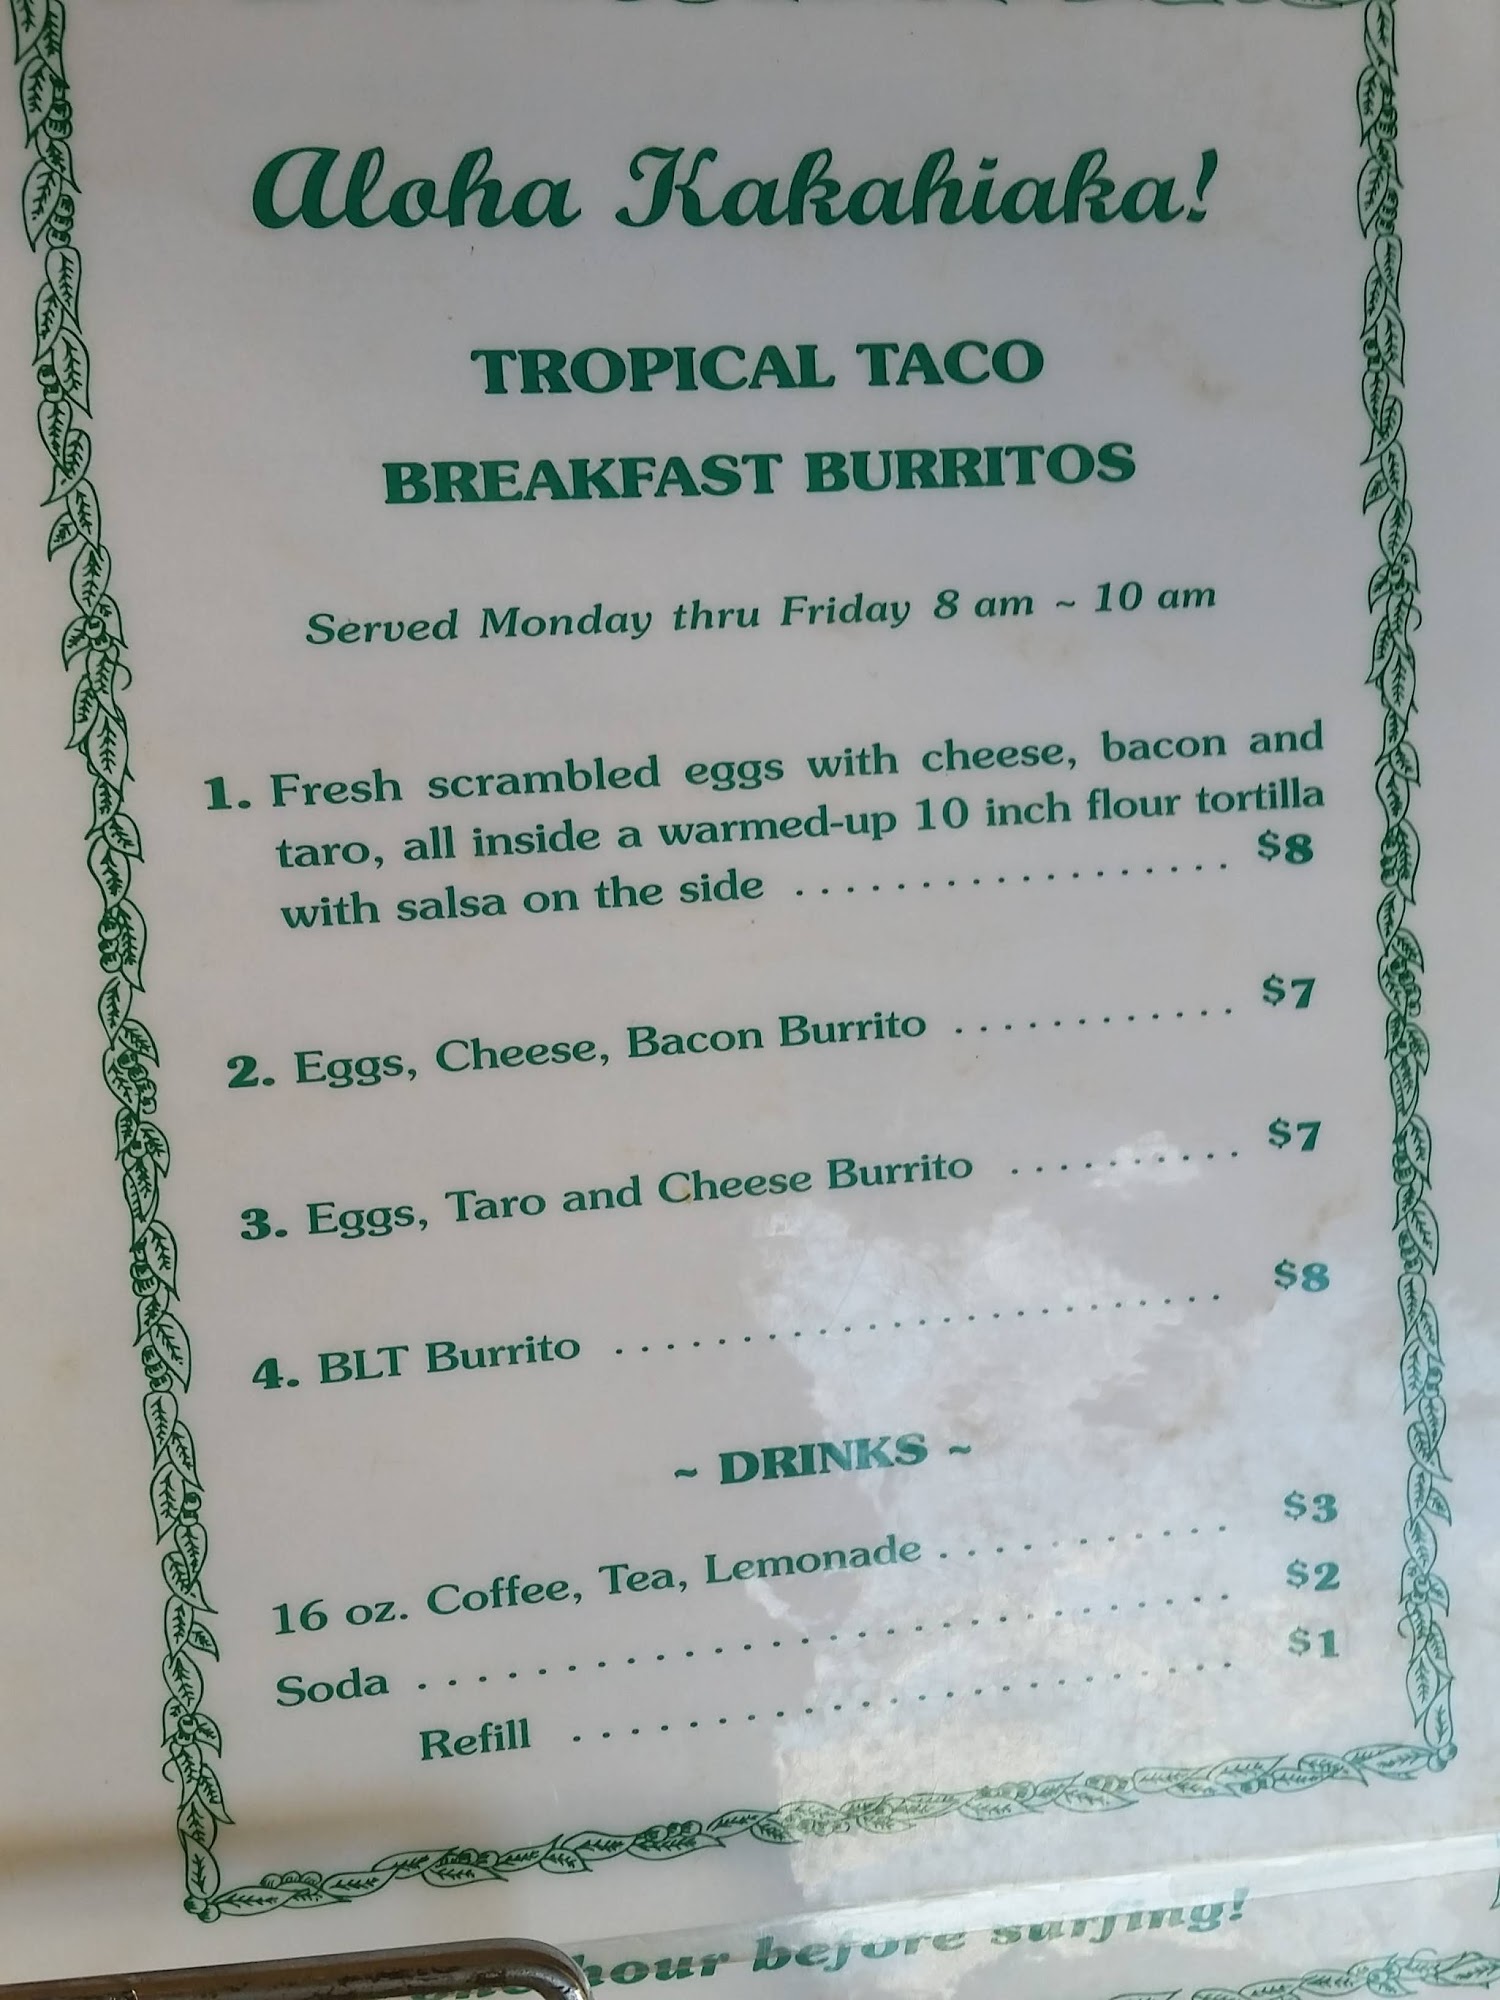 Aloha Kakahiaka!
TROPICAL TACO
BREAKFAST BURRITOS
Served Monday thru Friday 8 am ~ 10 am
1. Fresh scrambled eggs with cheese, bacon and
taro, all inside a warmed-up 10 inch flour tortilla
with salsa on the side .................. $8
2. Eggs, Cheese, Bacon Burrito ............ $7
3. Eggs, Taro and Cheese Burrito .......... $7
4. BLT Burrito ......................... $8
~ DRINKS ~
16 oz. Coffee, Tea, Lemonade ........... $3
Soda ............................ $2
Refill ....................... $1
hour before surfing!